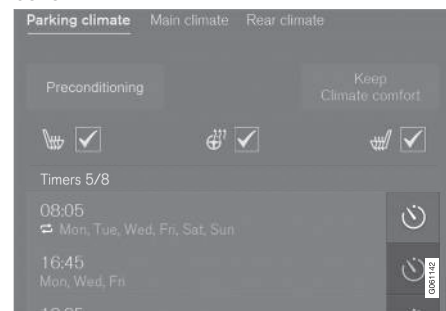 Parking climate Main climate Rear climate
Preconditioning
Keep
Climate comfort
Timers 5/8
08:05
Mon, Tue, Wed, Fri, Sat, Sun
16:45
Mon, Wed, Fri
G061142